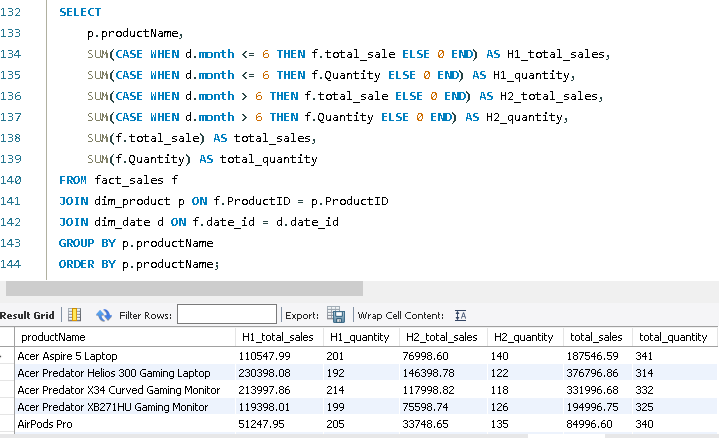 132 SELECT
133 p.productName,
134 SUM(CASE WHEN d.month <= 6 THEN f.total_sale ELSE 0 END) AS H1_total_sales,
135 SUM(CASE WHEN d.month <= 6 THEN f.Quantity ELSE 0 END) AS H1_quantity,
136 SUM(CASE WHEN d.month > 6 THEN f.total_sale ELSE 0 END) AS H2_total_sales,
137 SUM(CASE WHEN d.month > 6 THEN f.Quantity ELSE 0 END) AS H2_quantity,
138 SUM(f.total_sale) AS total_sales,
139 SUM(f.Quantity) AS total_quantity
140 FROM fact_sales f
141 JOIN dim_product p ON f.ProductID = p.ProductID
142 JOIN dim_date d ON f.date_id = d.date_id
143 GROUP BY p.productName
144 ORDER BY p.productName;
Result Grid Filter Rows: Export: Wrap Cell Content: IA
productName H1_total_sales H1_quantity H2_total_sales H2_quantity total_sales total_quantity
Acer Aspire 5 Laptop 110547.99 201 76998.60 140 187546.59 341
Acer Predator Helios 300 Gaming Laptop 230398.08 192 146398.78 122 376796.86 314
Acer Predator X34 Curved Gaming Monitor 213997.86 214 117998.82 118 331996.68 332
Acer Predator XB271HU Gaming Monitor 119398.01 199 75598.74 126 194996.75 325
AirPods Pro 51247.95 205 33748.65 135 84996.60 340